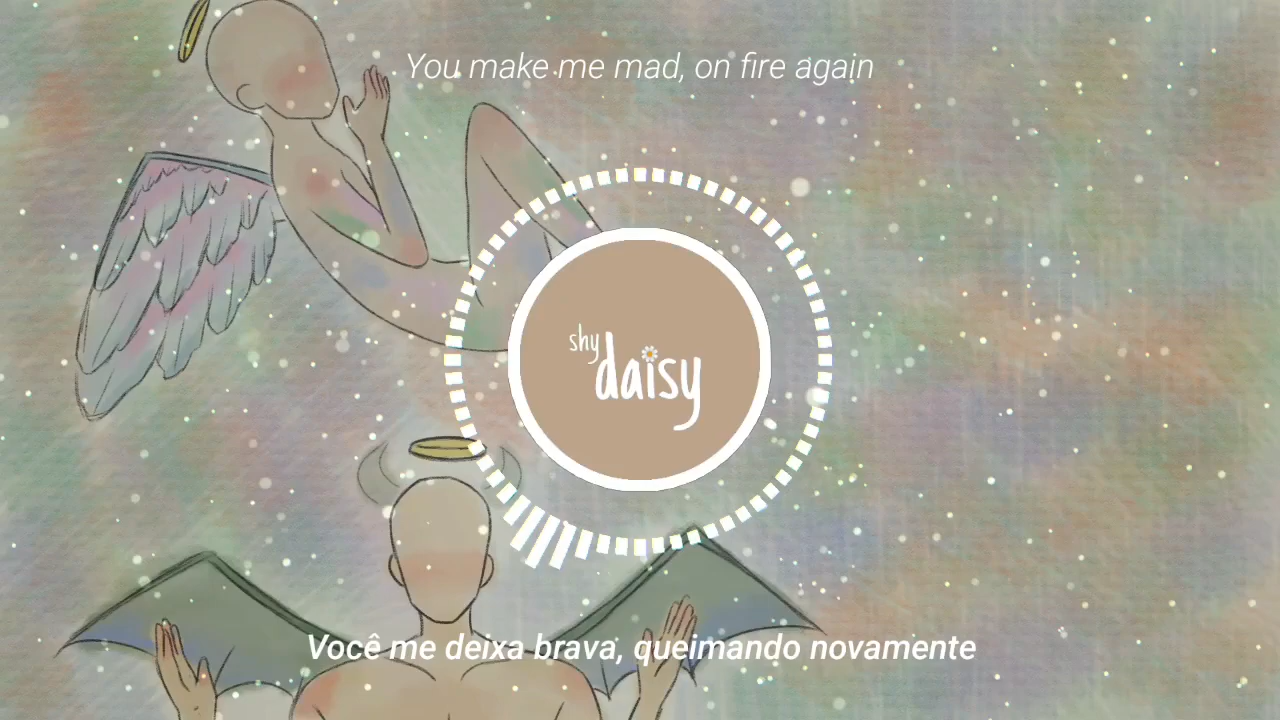 You make me mad, on fire again
shy
daisy
Você me deixa brava, queimando novamente